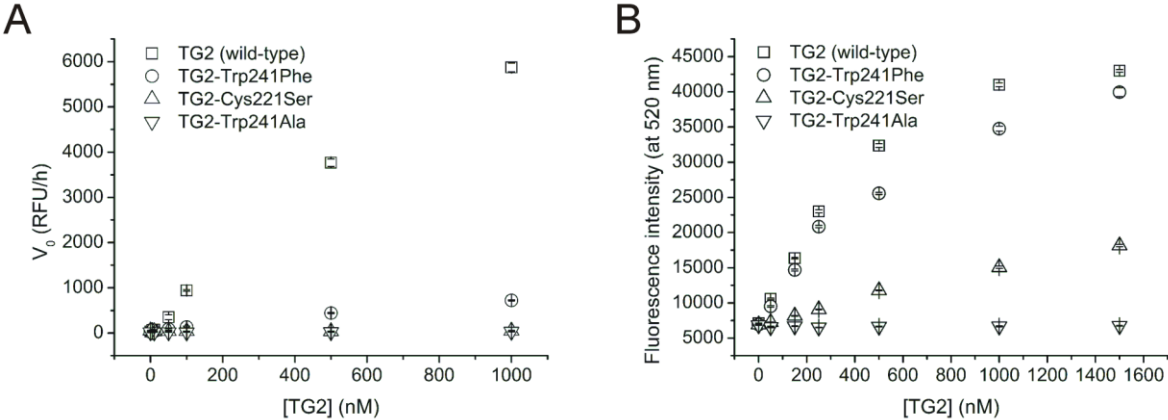 A
TG2 (wild-type)
TG2-Trp241Phe
TG2-Cys221Ser
TG2-Trp241Ala
6000
5000
4000
3000
2000
1000
0
V0 (RFU/h)
0 200 400 600 800 1000
[TG2] (nM)
B
TG2 (wild-type)
TG2-Trp241Phe
TG2-Cys221Ser
TG2-Trp241Ala
45000
40000
35000
30000
25000
20000
15000
10000
5000
Fluorescence intensity (at 520 nm)
0 200 400 600 800 1000 1200 1400 1600
[TG2] (nM)